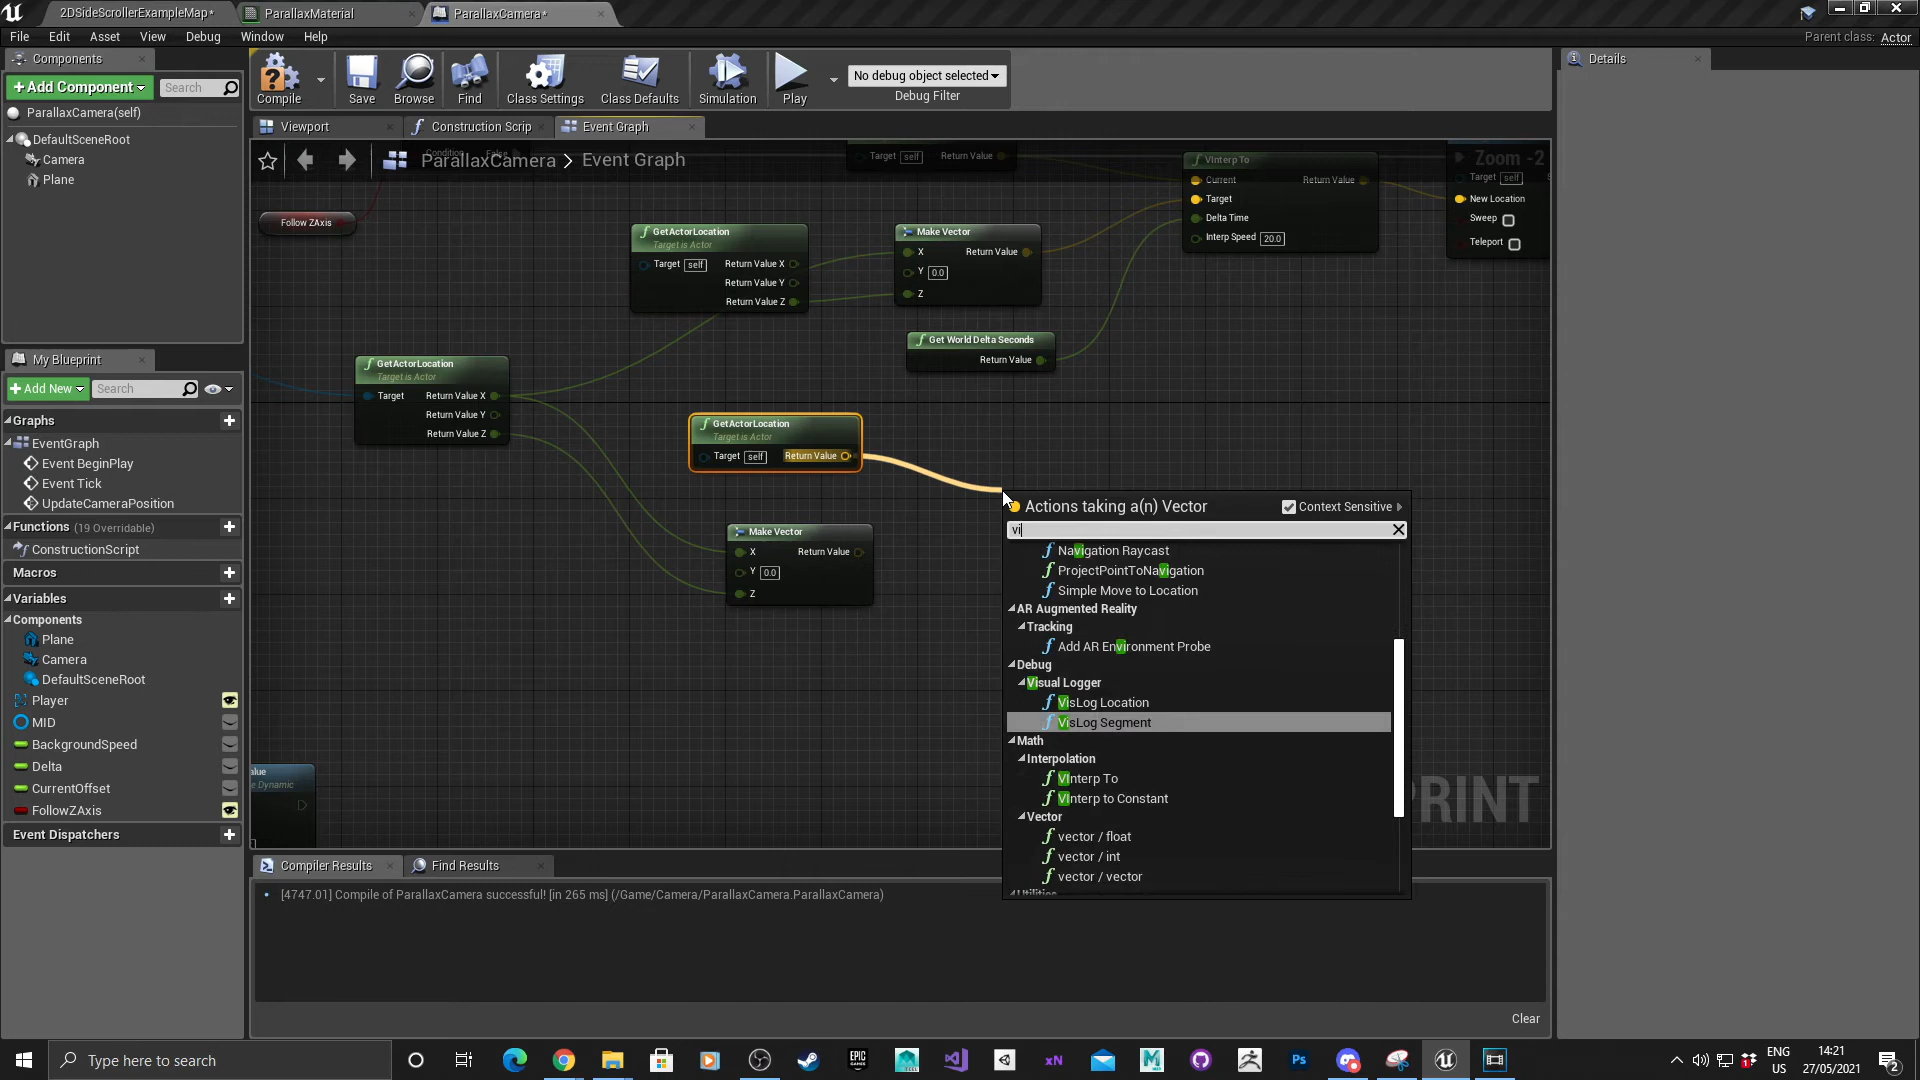 2DSideScrollerExampleMap*
ParallaxMaterial
ParallaxCamera*
File Edit Asset View Debug Window Help
Parent class: Actor
Components
+Add Component
Search
ParallaxCamera(self)
DefaultSceneRoot
Camera
Plane
Compile
Save
Browse
Find
Class Settings
Class Defaults
Simulation
Play
No debug object selected
Debug Filter
Details
Viewport
Construction Scrip
Event Graph
ParallaxCamera > Event Graph
Zoom -2
Condition False
Target self Return Value
Follow ZAxis
GetActorLocation
Target is Actor
Target self Return Value X
Return Value Y
Return Value Z
Make Vector
X Return Value
Y 0.0
Z
VInterp To
Current Return Value
Target
Delta Time
Interp Speed 20.0
Target self
New Location
Sweep
Teleport
Get World Delta Seconds
Return Value
GetActorLocation
Target is Actor
Target Return Value X
Return Value Y
Return Value Z
GetActorLocation
Target is Actor
Target self Return Value
Make Vector
X Return Value
Y 0.0
Z
Actions taking a(n) Vector
Context Sensitive
vi
Navigation Raycast
ProjectPointToNavigation
Simple Move to Location
AR Augmented Reality
Tracking
Add AR Environment Probe
Debug
Visual Logger
VisLog Location
VisLog Segment
Math
Interpolation
VInterp To
VInterp to Constant
Vector
vector / float
vector / int
vector / vector
Utilities
RINT
alue
e Dynamic
My Blueprint
+Add New
Search
Graphs
EventGraph
Event BeginPlay
Event Tick
UpdateCameraPosition
Functions (19 Overridable)
ConstructionScript
Macros
Variables
Components
Plane
Camera
DefaultSceneRoot
Player
MID
BackgroundSpeed
Delta
CurrentOffset
FollowZAxis
Event Dispatchers
Compiler Results
Find Results
[4747.01] Compile of ParallaxCamera successful! [in 265 ms] (/Game/Camera/ParallaxCamera.ParallaxCamera)
Clear
Type here to search
EPIC GAMES
xN
M
Ps
ENG
US
14:21
27/05/2021
2